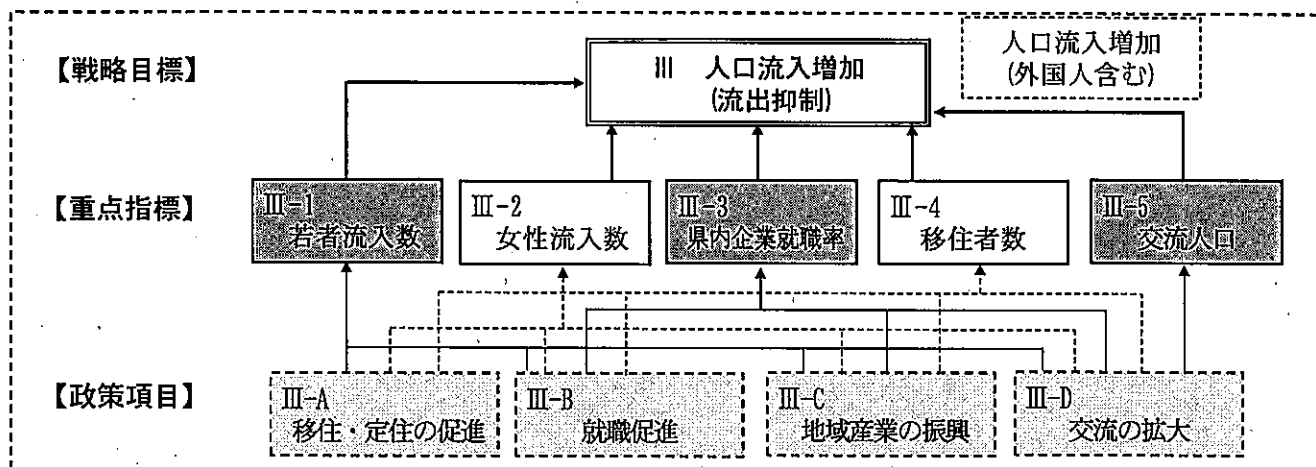 【戦略目標】
Ⅲ 人口流入増加
(流出抑制)
人口流入増加
(外国人含む)
【重点指標】
Ⅲ-1
若者流入数
Ⅲ-2
女性流入数
Ⅲ-3
県内企業就職率
Ⅲ-4
移住者数
Ⅲ-5
交流人口
【政策項目】
Ⅲ-A
移住・定住の促進
Ⅲ-B
就職促進
Ⅲ-C
地域産業の振興
Ⅲ-D
交流の拡大